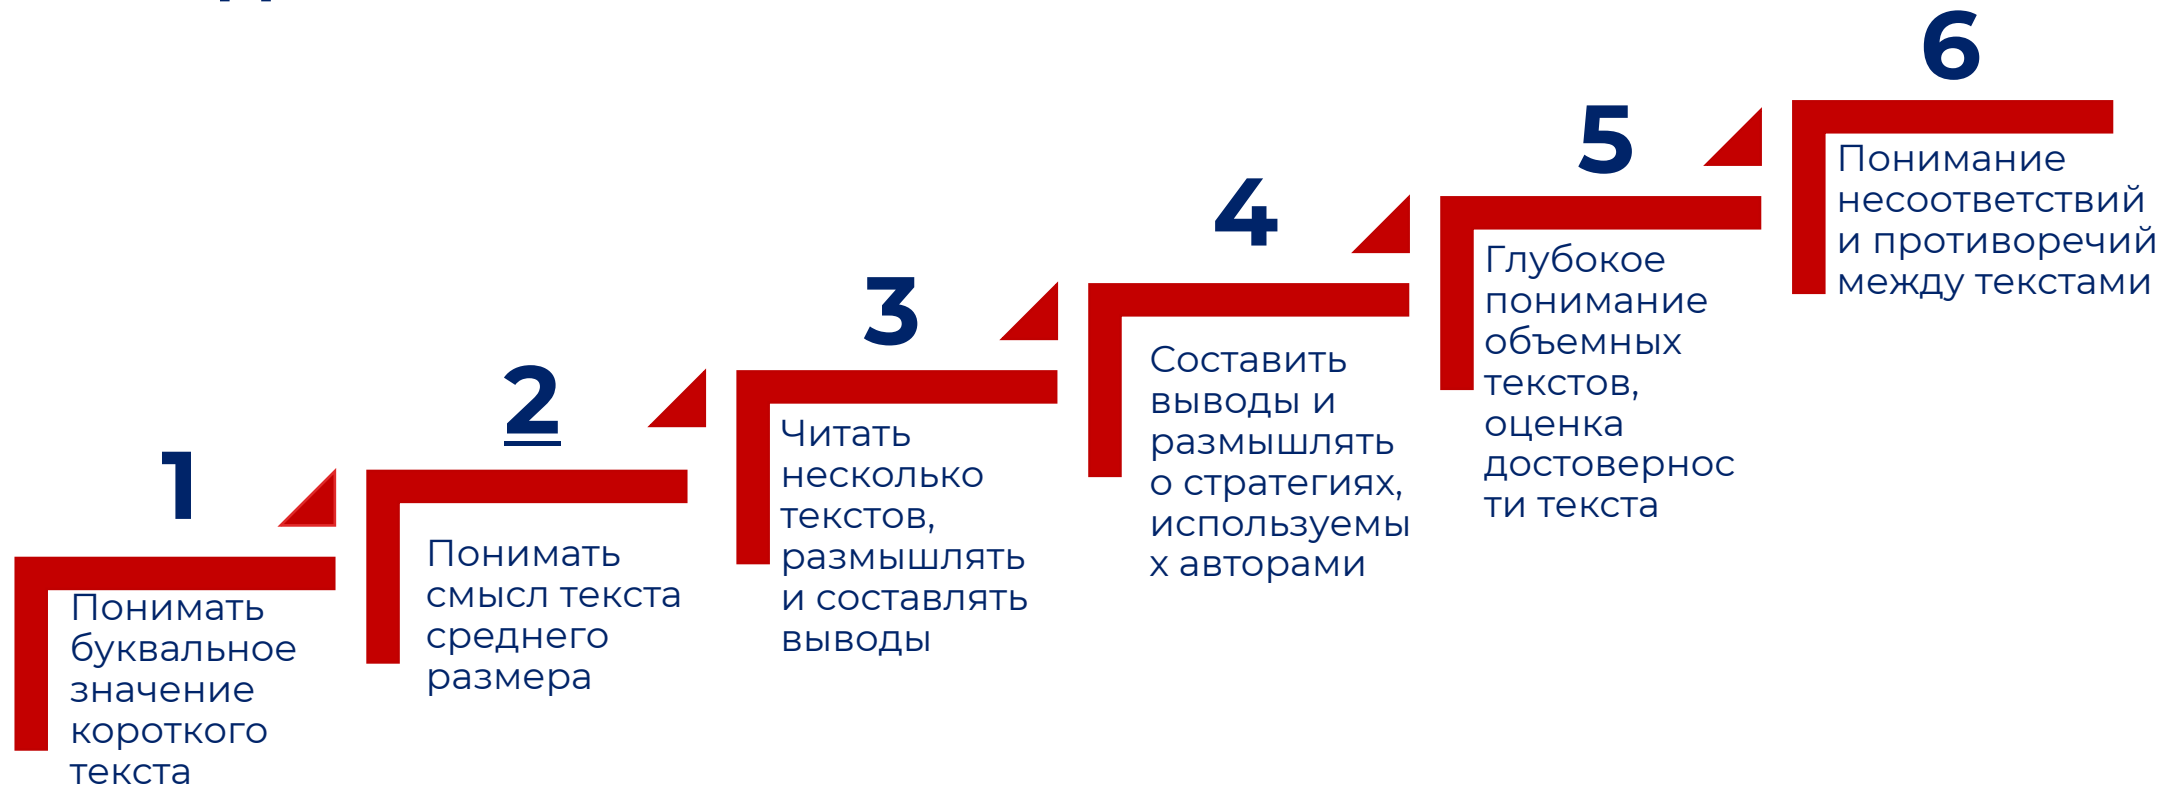 1
Понимать
буквальное
значение
короткого
текста
2
Понимать
смысл текста
среднего
размера
3
Читать
несколько
текстов,
размышлять
и составлять
выводы
4
Составить
выводы и
размышлять
о стратегиях,
используемы
х авторами
5
Глубокое
понимание
объемных
текстов,
оценка
достовернос
ти текста
6
Понимание
несоответствий
и противоречий
между текстами